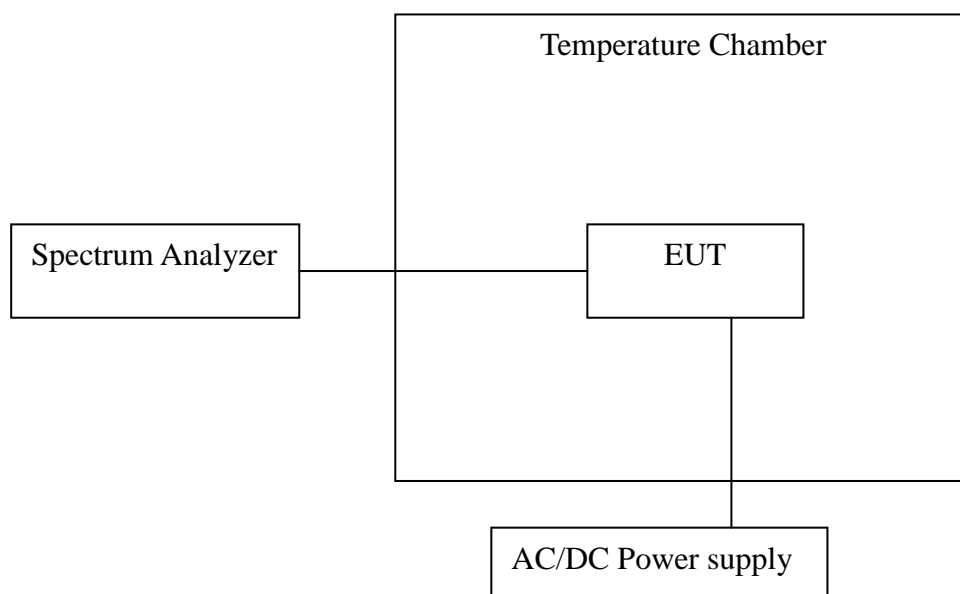 Temperature Chamber
Spectrum Analyzer
EUT
AC/DC Power supply